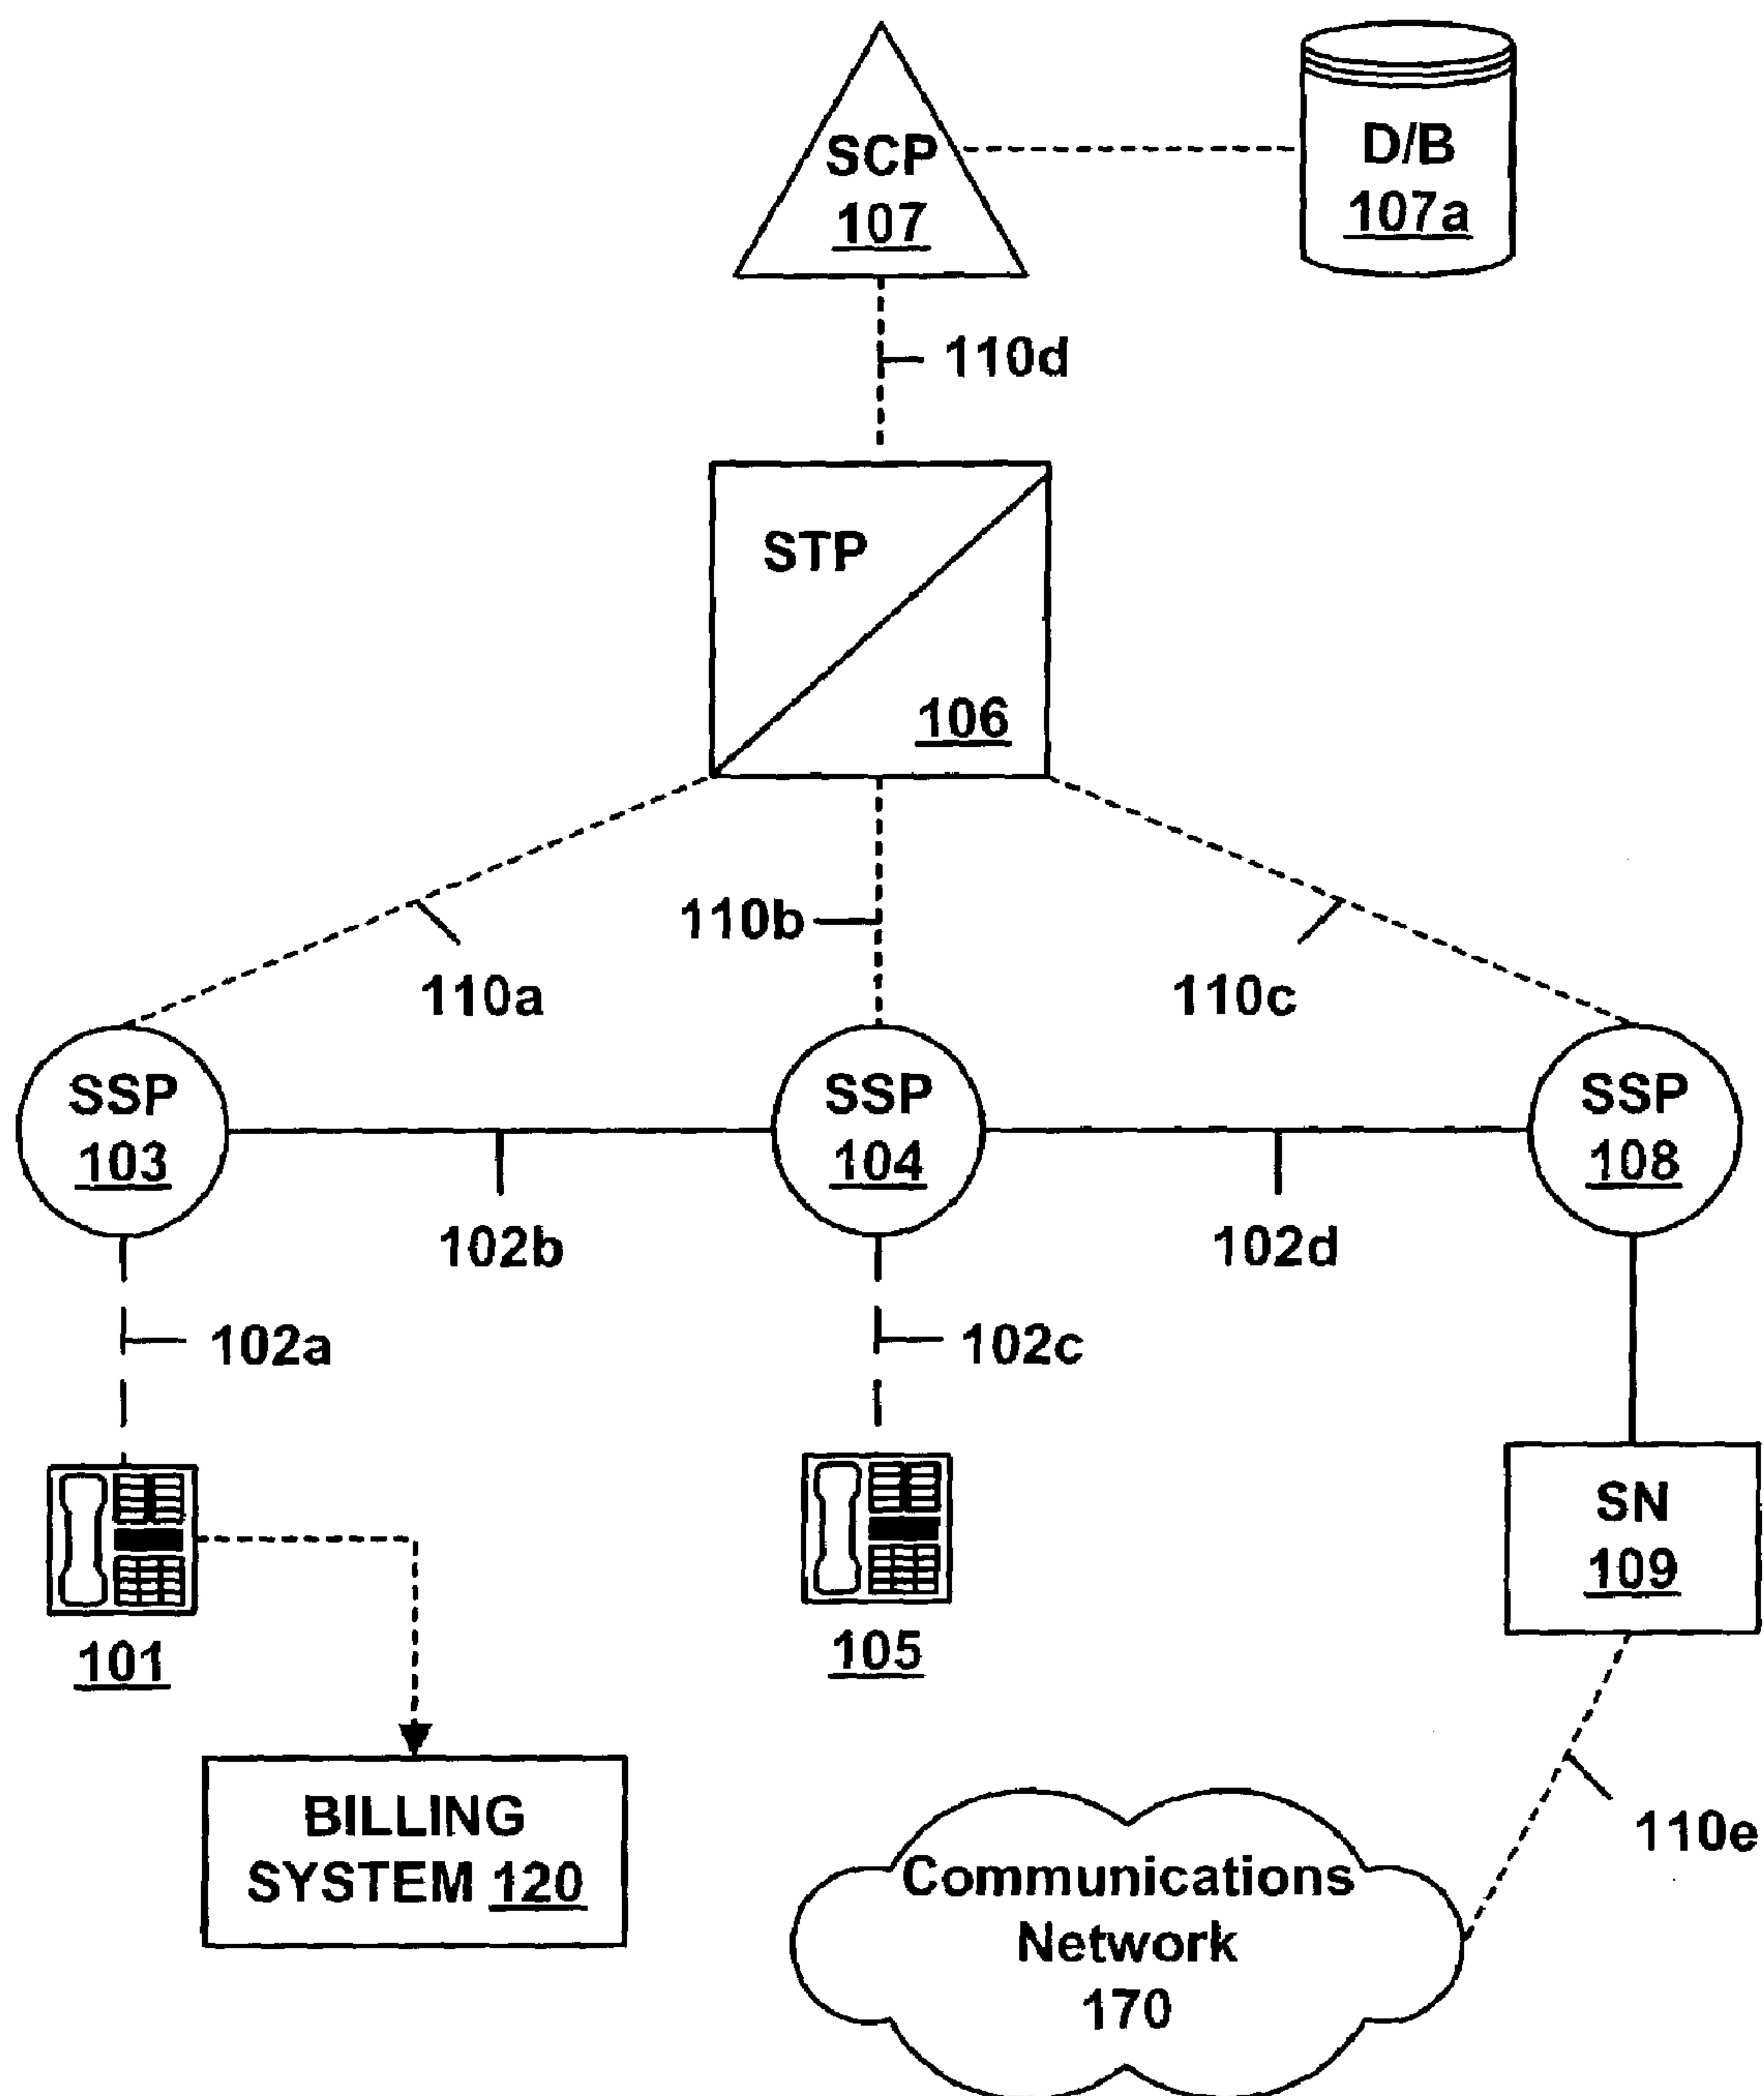 SCP
107
D/B
107a
110d
STP
106
110a
110b
110c
SSP
103
SSP
104
SSP
108
102b
102d
102a
102c
SN
109
101
105
BILLING
SYSTEM 120
110e
Communications
Network
170